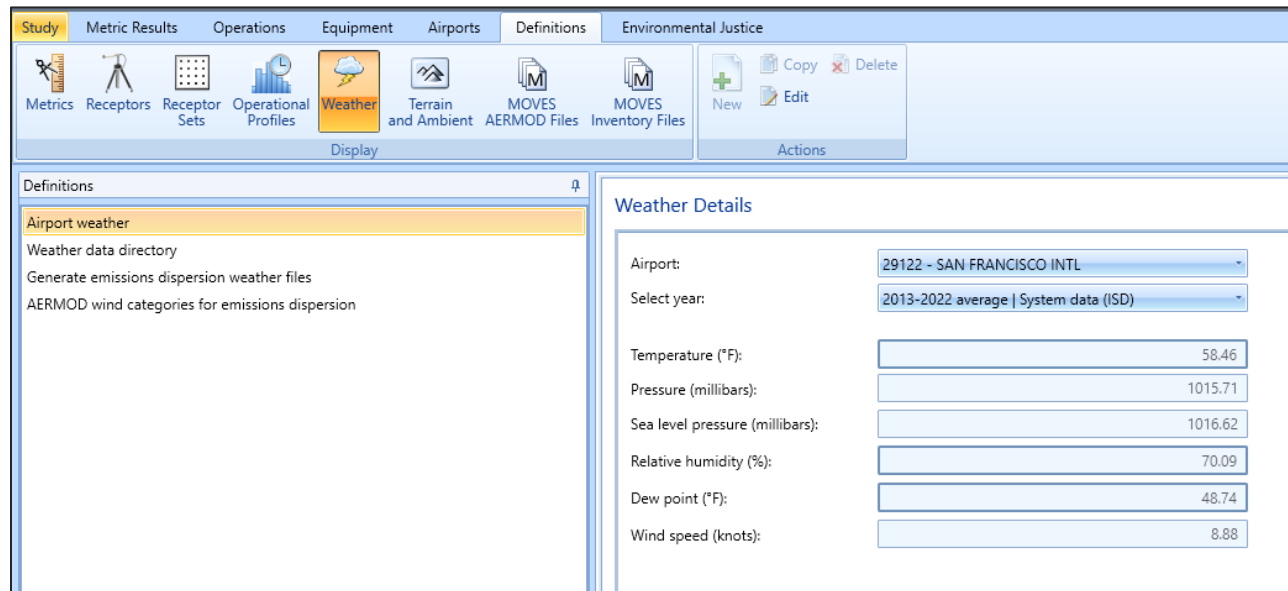 Study Metric Results Operations Equipment Airports Definitions Environmental Justice
Metrics Receptors Receptor Sets Operational Profiles Weather Terrain and Ambient MOVES AERMOD Files MOVES Inventory Files
M M
New
Copy Delete
Edit
Display
Actions
Definitions
Airport weather
Weather data directory
Generate emissions dispersion weather files
AERMOD wind categories for emissions dispersion
Weather Details
Airport: 29122 - SAN FRANCISCO INTL
Select year: 2013-2022 average | System data (ISD)
Temperature (°F): 58.46
Pressure (millibars): 1015.71
Sea level pressure (millibars): 1016.62
Relative humidity (%): 70.09
Dew point (°F): 48.74
Wind speed (knots): 8.88